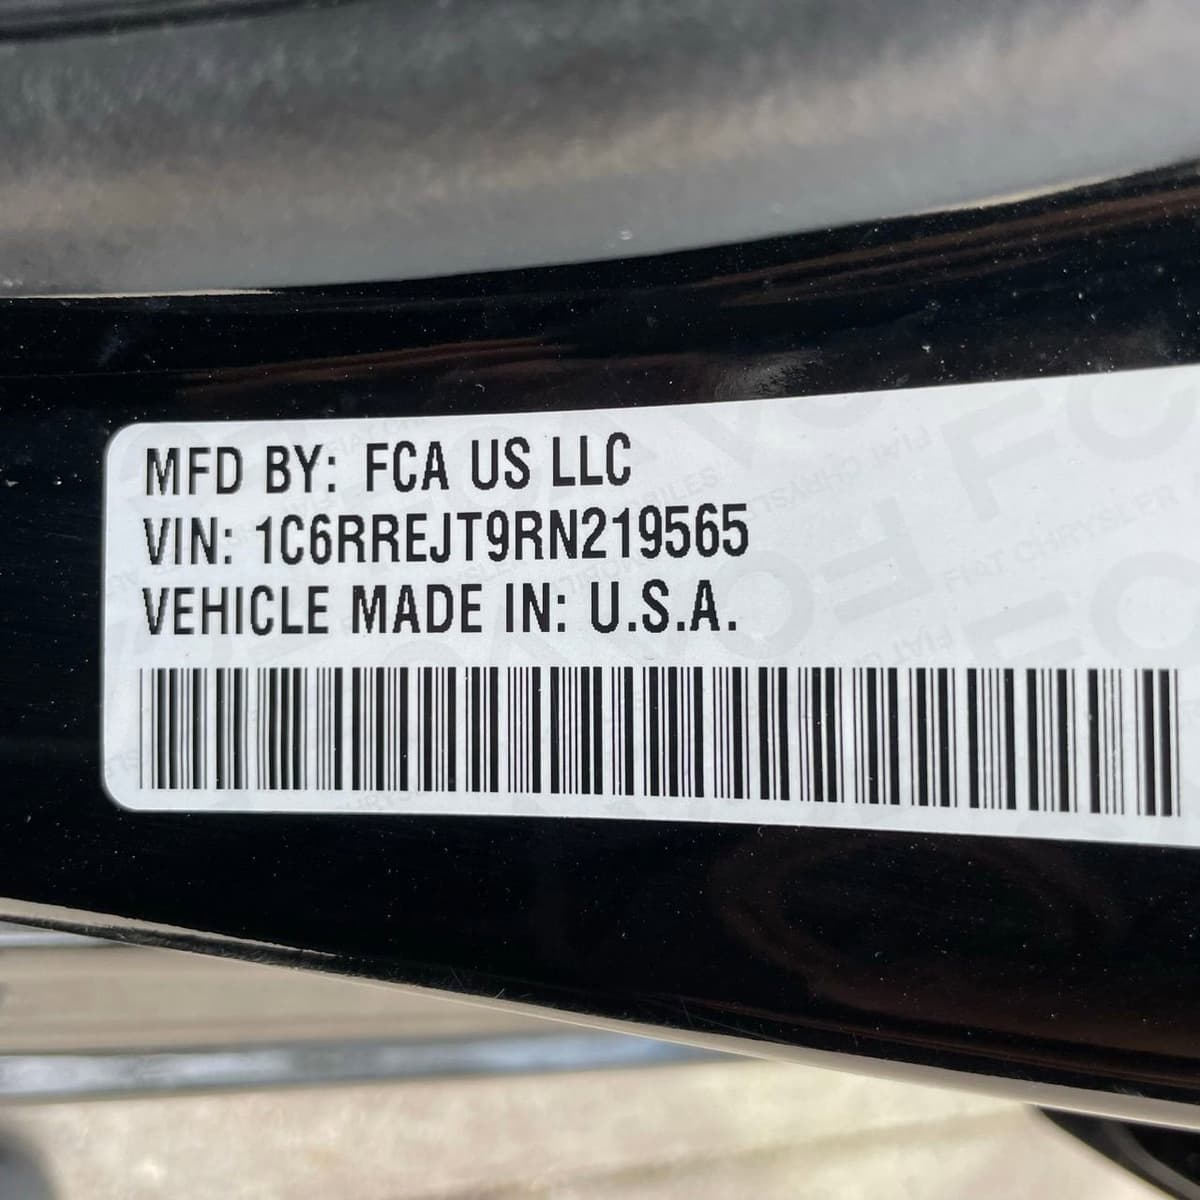 MFD BY: FCA US LLC
VIN: 1C6RREJT9RN219565
VEHICLE MADE IN: U.S.A.